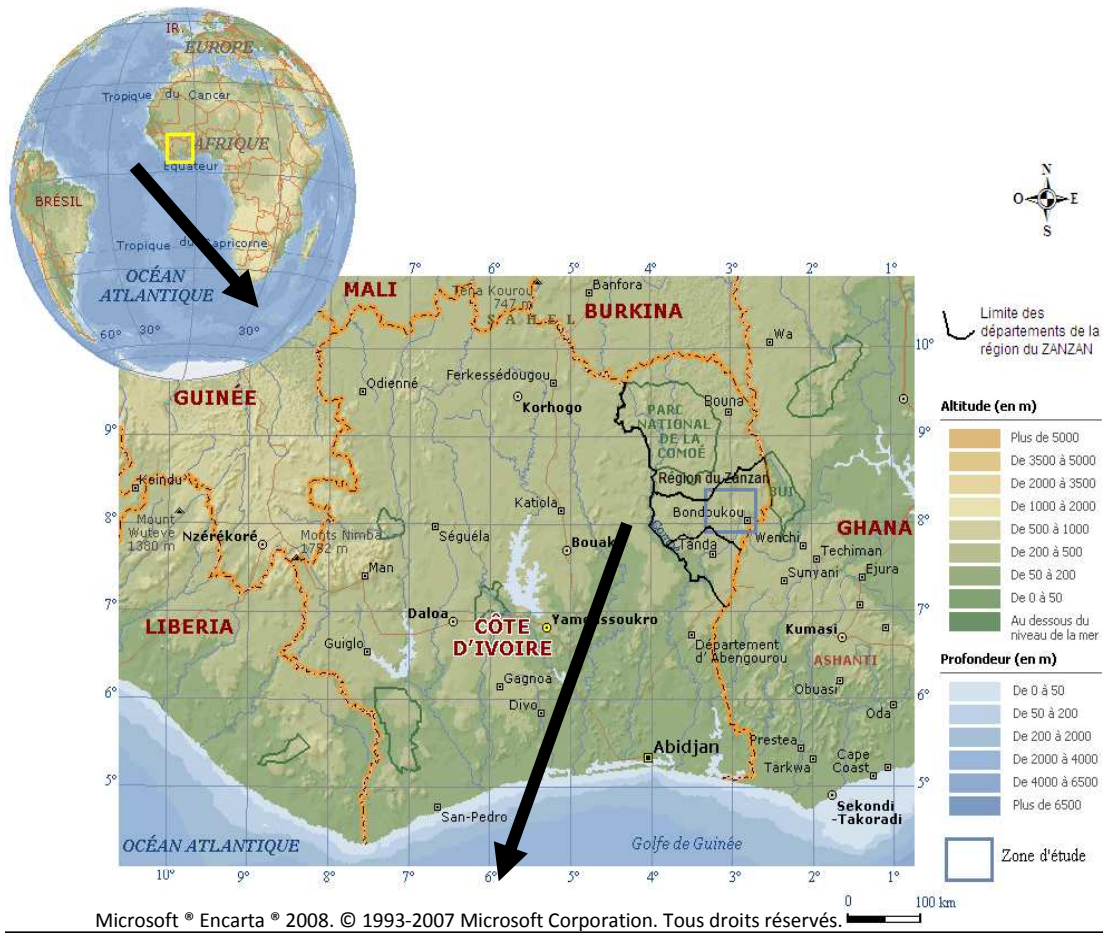 IR.
EUROPE
Tropique du Cancer
AFRIQUE
Équateur
BRÉSIL
Tropique du Capricorne
OCÉAN
ATLANTIQUE
60° 30° 30°
N
O E
S
7° 6° 5° 4° 3° 2° 1°
MALI
Tena Kourou
747 m
SAHEL
Banfora
BURKINA
Limite des
départements de la
région du ZANZAN
10°
Wa
10°
GUINÉE
Odienné
Ferkessédougou
Korhogo
PARC
NATIONAL
DE LA
COMOÉ
Bouna
Altitude (en m)
Plus de 5000
De 3500 à 5000
De 2000 à 3500
De 1000 à 2000
De 500 à 1000
De 200 à 500
De 50 à 200
De 0 à 50
Au dessous du
niveau de la mer
9°
9°
Région du Zanzan
BUI
Katiola
Bondoukou
8°
8°
Mount
Wuteve
1380 m
Nzérékoré
Monts Nimba
1752 m
Séguéla
Bouak
GHANA
Wenchi
Techiman
Sunyani
Ejura
Man
7°
7°
LIBERIA
Daloa
CÔTE
D'IVOIRE
Yamoussoukro
Kumasi
Guiglo
Département
d' Abengourou
ASHANTI
Profondeur (en m)
De 0 à 50
De 50 à 200
De 200 à 2000
De 2000 à 4000
De 4000 à 6500
Plus de 6500
6°
6°
Gagnoa
Divo
Obuasi
Oda
Abidjan
Prestea
Tarkwa
Cape
Coast
5°
5°
San-Pedro
Sekondi
-Takoradi
OCÉAN ATLANTIQUE
Golfe de Guinée
Zone d'étude
10° 9° 8° 7° 6° 5° 4° 3° 2° 1°
0 100 km
Microsoft ® Encarta ® 2008. © 1993-2007 Microsoft Corporation. Tous droits réservés.